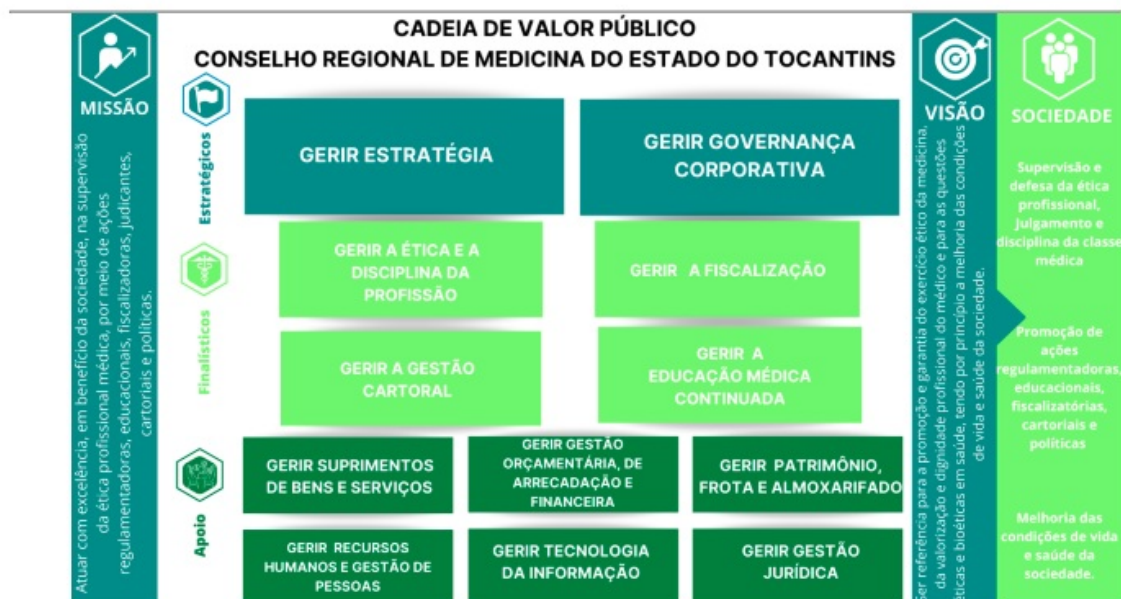 CADEIA DE VALOR PÚBLICO
CONSELHO REGIONAL DE MEDICINA DO ESTADO DO TOCANTINS
MISSÃO
Atuar com excelência, em benefício da sociedade, na supervisão
da ética profissional médica, por meio de ações
regulamentadoras, educacionais, fiscalizadoras, judicantes,
cartoriais e políticas.
Estratégicos
GERIR ESTRATÉGIA
GERIR GOVERNANÇA
CORPORATIVA
Finalísticos
GERIR A ÉTICA E A
DISCIPLINA DA
PROFISSÃO
GERIR A FISCALIZAÇÃO
GERIR A GESTÃO
CARTORAL
GERIR A
EDUCAÇÃO MÉDICA
CONTINUADA
Apoio
GERIR SUPRIMENTOS
DE BENS E SERVIÇOS
GERIR GESTÃO
ORÇAMENTÁRIA, DE
ARRECADAÇÃO E
FINANCEIRA
GERIR PATRIMÔNIO,
FROTA E ALMOXARIFADO
GERIR RECURSOS
HUMANOS E GESTÃO DE
PESSOAS
GERIR TECNOLOGIA
DA INFORMAÇÃO
GERIR GESTÃO
JURÍDICA
VISÃO
referência para a promoção e garantia do exercício ético da medicina,
da valorização e dignidade profissional do médico e para as questões
éticas e bioéticas em saúde, tendo por princípio a melhoria das condições
de vida e saúde da sociedade.
SOCIEDADE
Supervisão e
defesa da ética
profissional,
julgamento e
disciplina da classe
médica
Promoção de
ações
regulamentadoras,
educacionais,
fiscalizatórias,
cartoriais e
políticas
Melhoria das
condições de vida
e saúde da
sociedade.